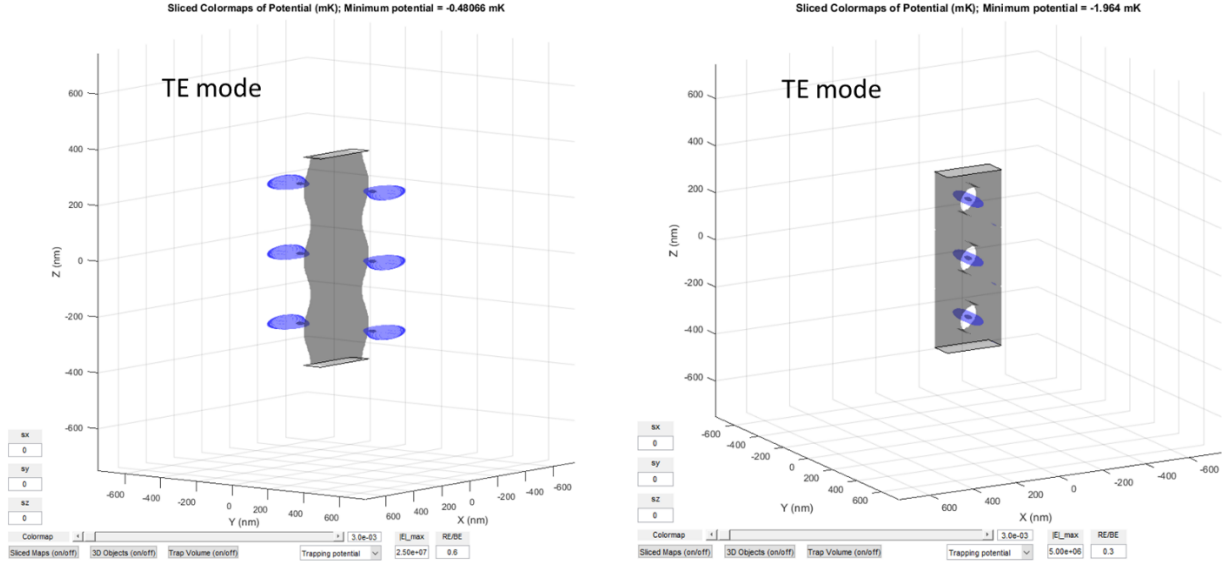 Sliced Colormaps of Potential (mK); Minimum potential = -0.48066 mK
TE mode
600
400
200
0
-200
-400
-600
Z (nm)
-600
-400
-200
0
200
400
600
Y (nm)
600
400
200
0
-200
-400
-600
X (nm)
sx
0
sy
0
sz
0
Colormap
3.0e-03
|E|_max
RE/BE
Sliced Maps (on/off)
3D Objects (on/off)
Trap Volume (on/off)
Trapping potential
2.50e+07
0.6
Sliced Colormaps of Potential (mK); Minimum potential = -1.964 mK
TE mode
600
400
200
0
-200
-400
-600
Z (nm)
-600
-400
-200
0
200
400
600
Y (nm)
600
400
200
0
-200
-400
-600
X (nm)
sx
0
sy
0
sz
0
Colormap
3.0e-03
|E|_max
RE/BE
Sliced Maps (on/off)
3D Objects (on/off)
Trap Volume (on/off)
Trapping potential
5.00e+06
0.3